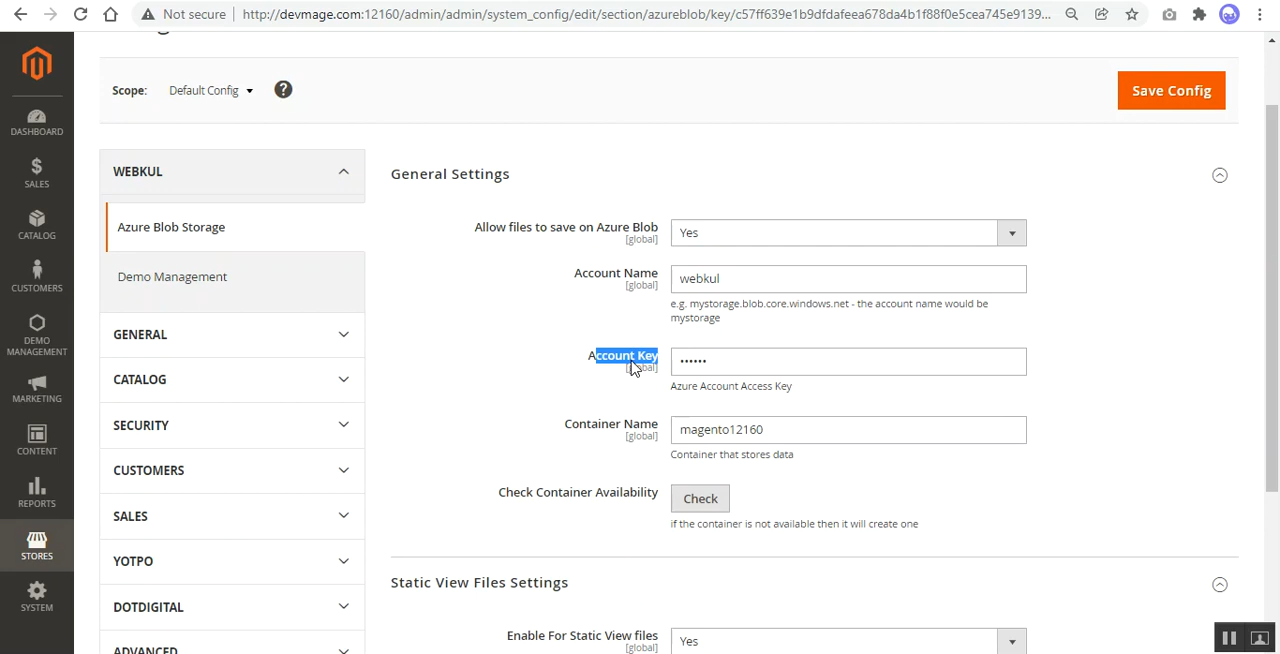 Not secure
http://devmage.com:12160/admin/admin/system_config/edit/section/azureblob/key/c57ff639e1b9dfdafeea678da4b1f88f0e5cea745e9139...
DASHBOARD
SALES
CATALOG
CUSTOMERS
DEMO
MANAGEMENT
MARKETING
CONTENT
REPORTS
STORES
SYSTEM
Scope:
Default Config
?
Save Config
WEBKUL
Azure Blob Storage
Demo Management
GENERAL
CATALOG
SECURITY
CUSTOMERS
SALES
YOTPO
DOTDIGITAL
ADVANCED
General Settings
Allow files to save on Azure Blob
[global]
Yes
Account Name
[global]
webkul
e.g. mystorage.blob.core.windows.net - the account name would be
mystorage
Account Key
••••••
Azure Account Access Key
Container Name
[global]
magento12160
Container that stores data
Check Container Availability
Check
if the container is not available then it will create one
Static View Files Settings
Enable For Static View files
[global]
Yes